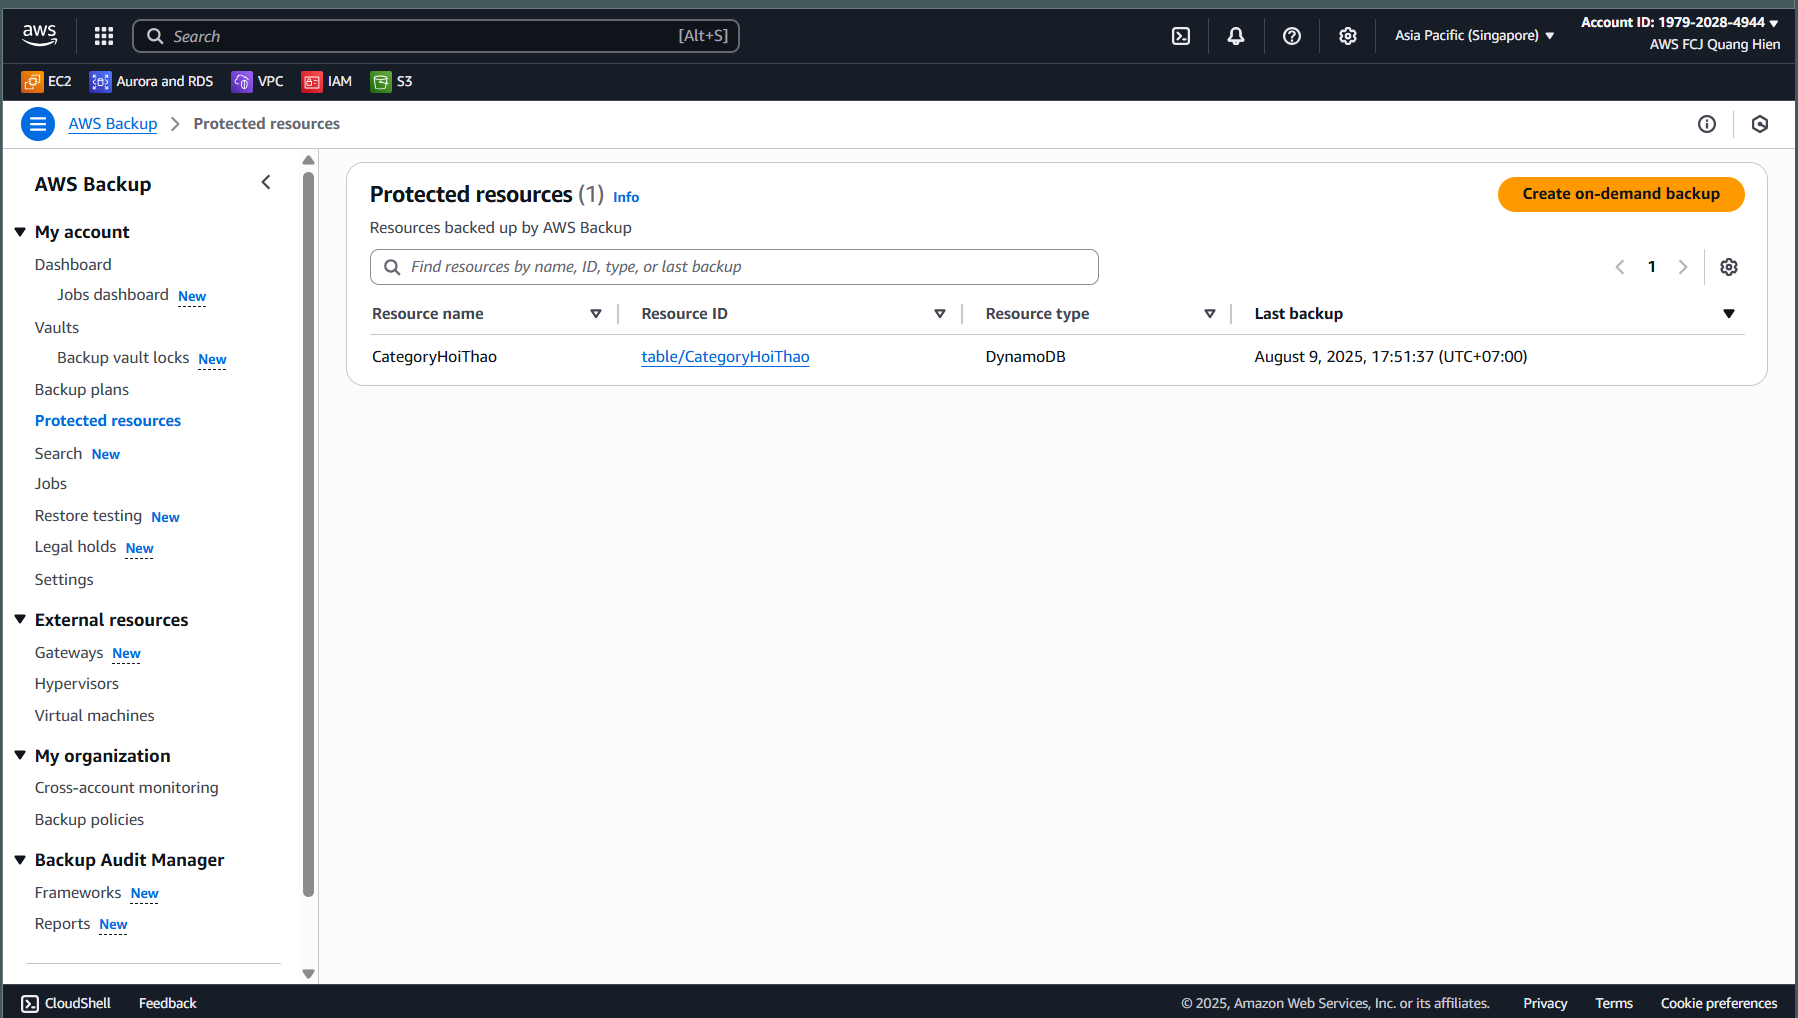 aws
Search [Alt+S]
Asia Pacific (Singapore)
Account ID: 1979-2028-4944
AWS FCJ Quang Hien
EC2
Aurora and RDS
VPC
IAM
S3
AWS Backup
Protected resources
AWS Backup
My account
Dashboard
Jobs dashboard New
Vaults
Backup vault locks New
Backup plans
Protected resources
Search New
Jobs
Restore testing New
Legal holds New
Settings
External resources
Gateways New
Hypervisors
Virtual machines
My organization
Cross-account monitoring
Backup policies
Backup Audit Manager
Frameworks New
Reports New
Protected resources (1) Info
Create on-demand backup
Resources backed up by AWS Backup
Find resources by name, ID, type, or last backup
1
Resource name Resource ID Resource type Last backup
CategoryHoiThao table/CategoryHoiThao DynamoDB August 9, 2025, 17:51:37 (UTC+07:00)
CloudShell Feedback © 2025, Amazon Web Services, Inc. or its affiliates. Privacy Terms Cookie preferences